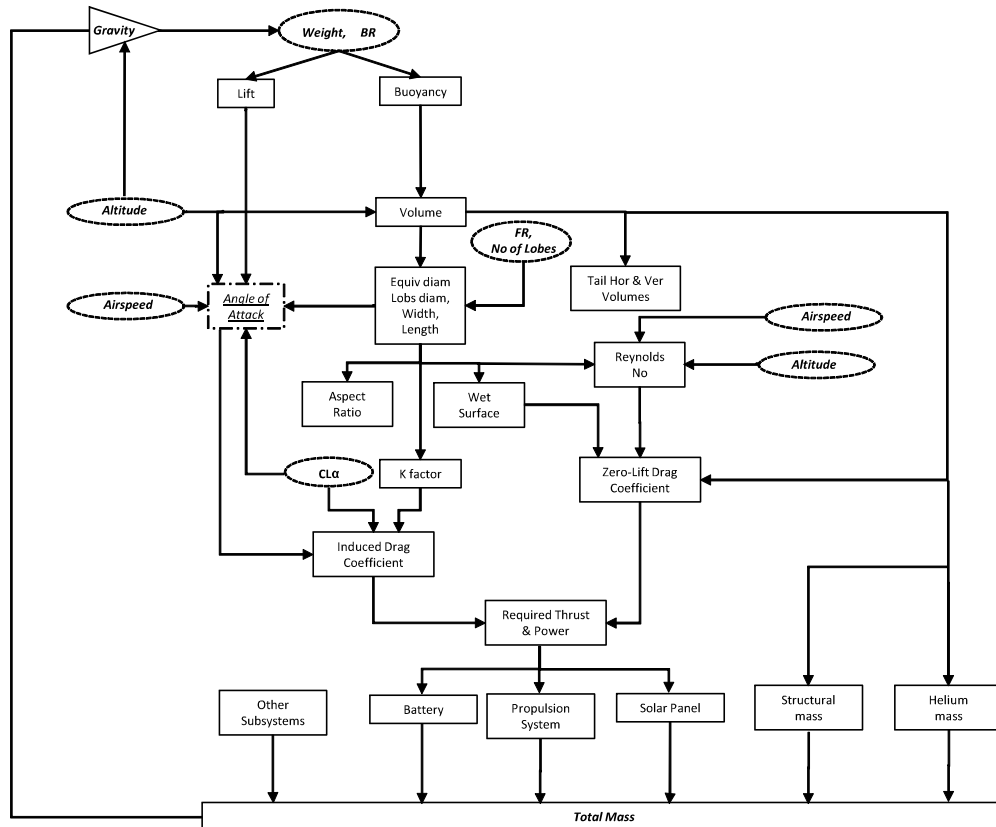 Gravity
Weight, BR
Lift
Buoyancy
Altitude
Volume
FR,
No of Lobes
Tail Hor & Ver
Volumes
Equiv diam
Lobs diam,
Width,
Length
Angle of
Attack
Airspeed
Airspeed
Reynolds
No
Altitude
Aspect
Ratio
Wet
Surface
CLα
K factor
Zero-Lift Drag
Coefficient
Induced Drag
Coefficient
Required Thrust
& Power
Other
Subsystems
Battery
Propulsion
System
Solar Panel
Structural
mass
Helium
mass
Total Mass